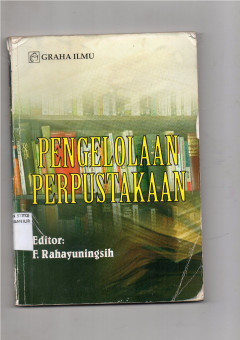 GRAHA ILMU
PENGELOLAAN
PERPUSTAKAAN
Editor:
F. Rahayuningsih